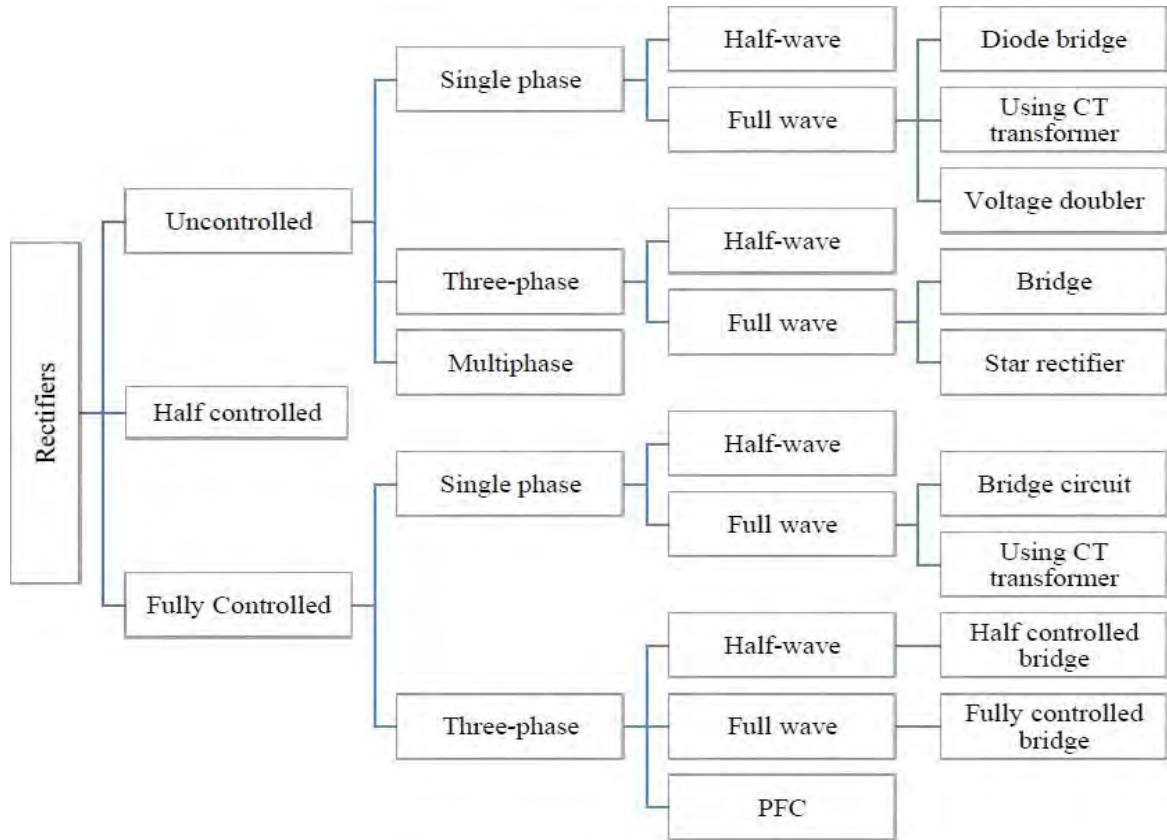 Rectifiers
Uncontrolled
Single phase
Half-wave
Full wave
Diode bridge
Using CT
transformer
Voltage doubler
Three-phase
Half-wave
Full wave
Bridge
Star rectifier
Multiphase
Half controlled
Fully Controlled
Single phase
Half-wave
Full wave
Bridge circuit
Using CT
transformer
Three-phase
Half-wave
Half controlled
bridge
Full wave
Fully controlled
bridge
PFC